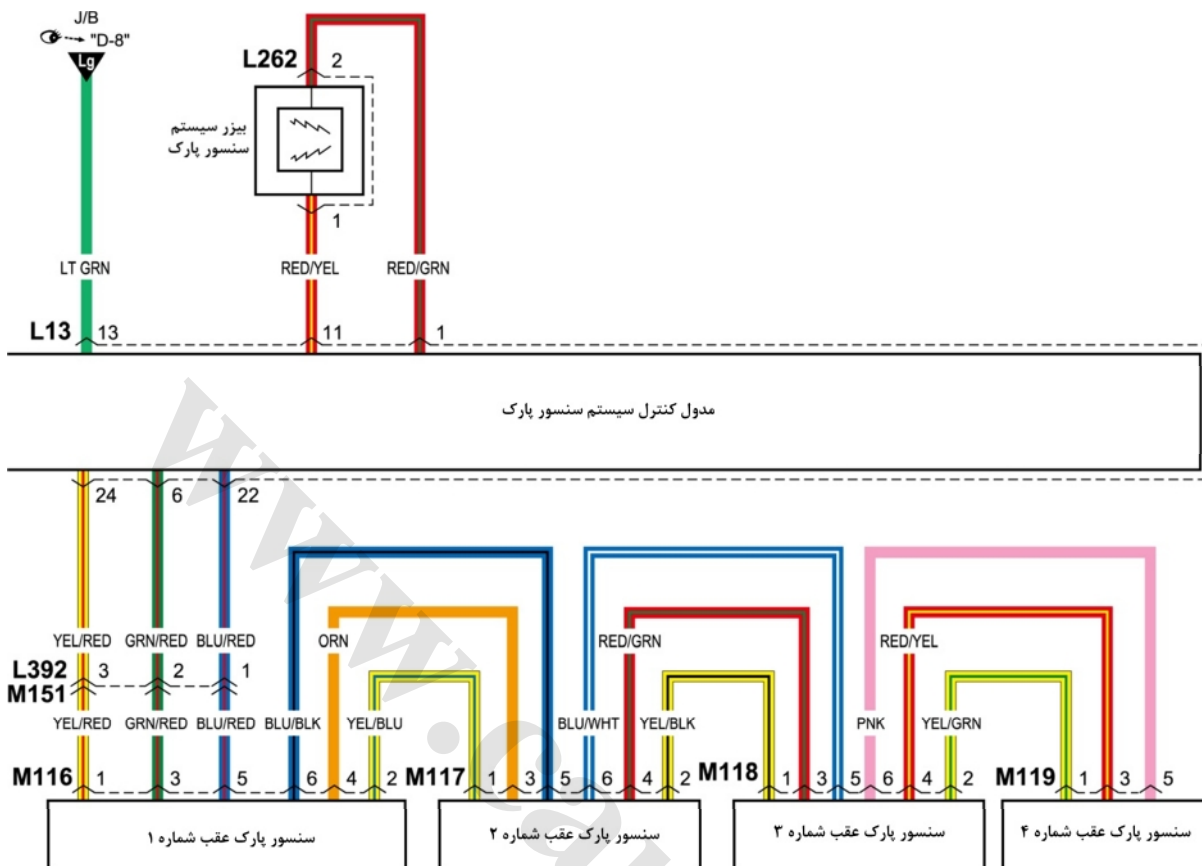 J/B
"D-8"
Lg
L262 2
بیزر سیستم
سنسور پارک
1
LT GRN RED/YEL RED/GRN
L13 13 11 1
مدول کنترل سیستم سنسور پارک
24 6 22
YEL/RED GRN/RED BLU/RED ORN RED/GRN RED/YEL
L392 3 2 1
M151
YEL/RED GRN/RED BLU/RED BLU/BLK YEL/BLU BLU/WHT YEL/BLK PNK YEL/GRN
M116 1 3 5 6 4 2 M117 1 3 5 6 4 2 M118 1 3 5 6 4 2 M119 1 3 5
سنسور پارک عقب شماره ۱
سنسور پارک عقب شماره ۲
سنسور پارک عقب شماره ۳
سنسور پارک عقب شماره ۴
www.ca